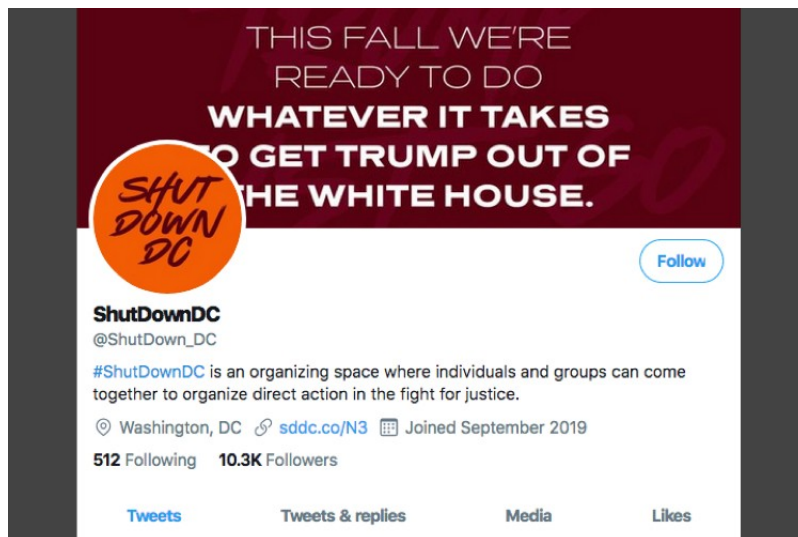 THIS FALL WE'RE
READY TO DO
WHATEVER IT TAKES
TO GET TRUMP OUT OF
THE WHITE HOUSE.
SHUT
DOWN
DC
Follow
ShutDownDC
@ShutDown_DC
#ShutDownDC is an organizing space where individuals and groups can come
together to organize direct action in the fight for justice.
Washington, DC sddc.co/N3 Joined September 2019
512 Following 10.3K Followers
Tweets Tweets & replies Media Likes